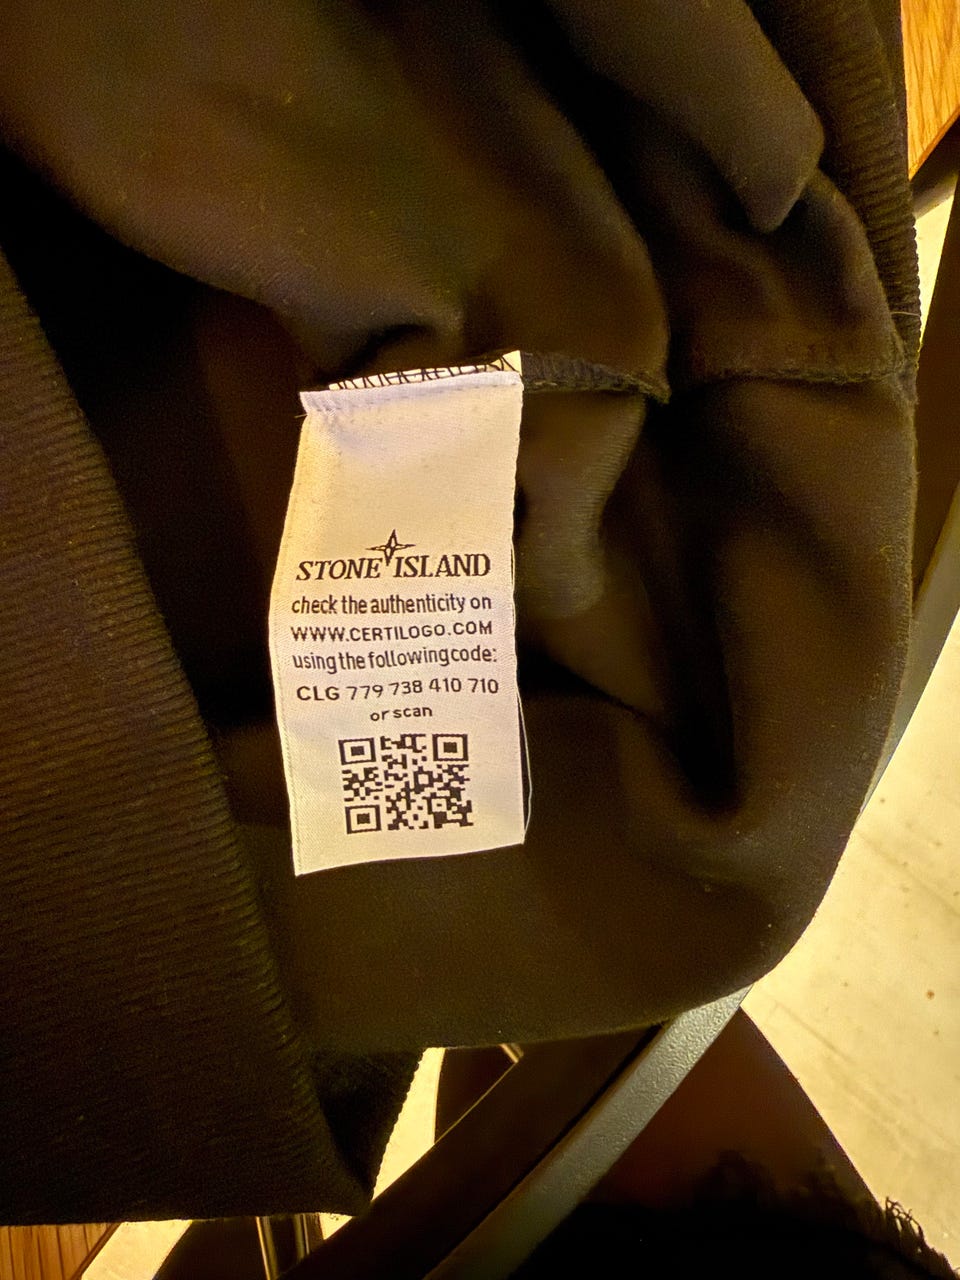 STONE ISLAND
check the authenticity on
WWW.CERTILOGO.COM
using the following code:
CLG 779 738 410 710
or scan